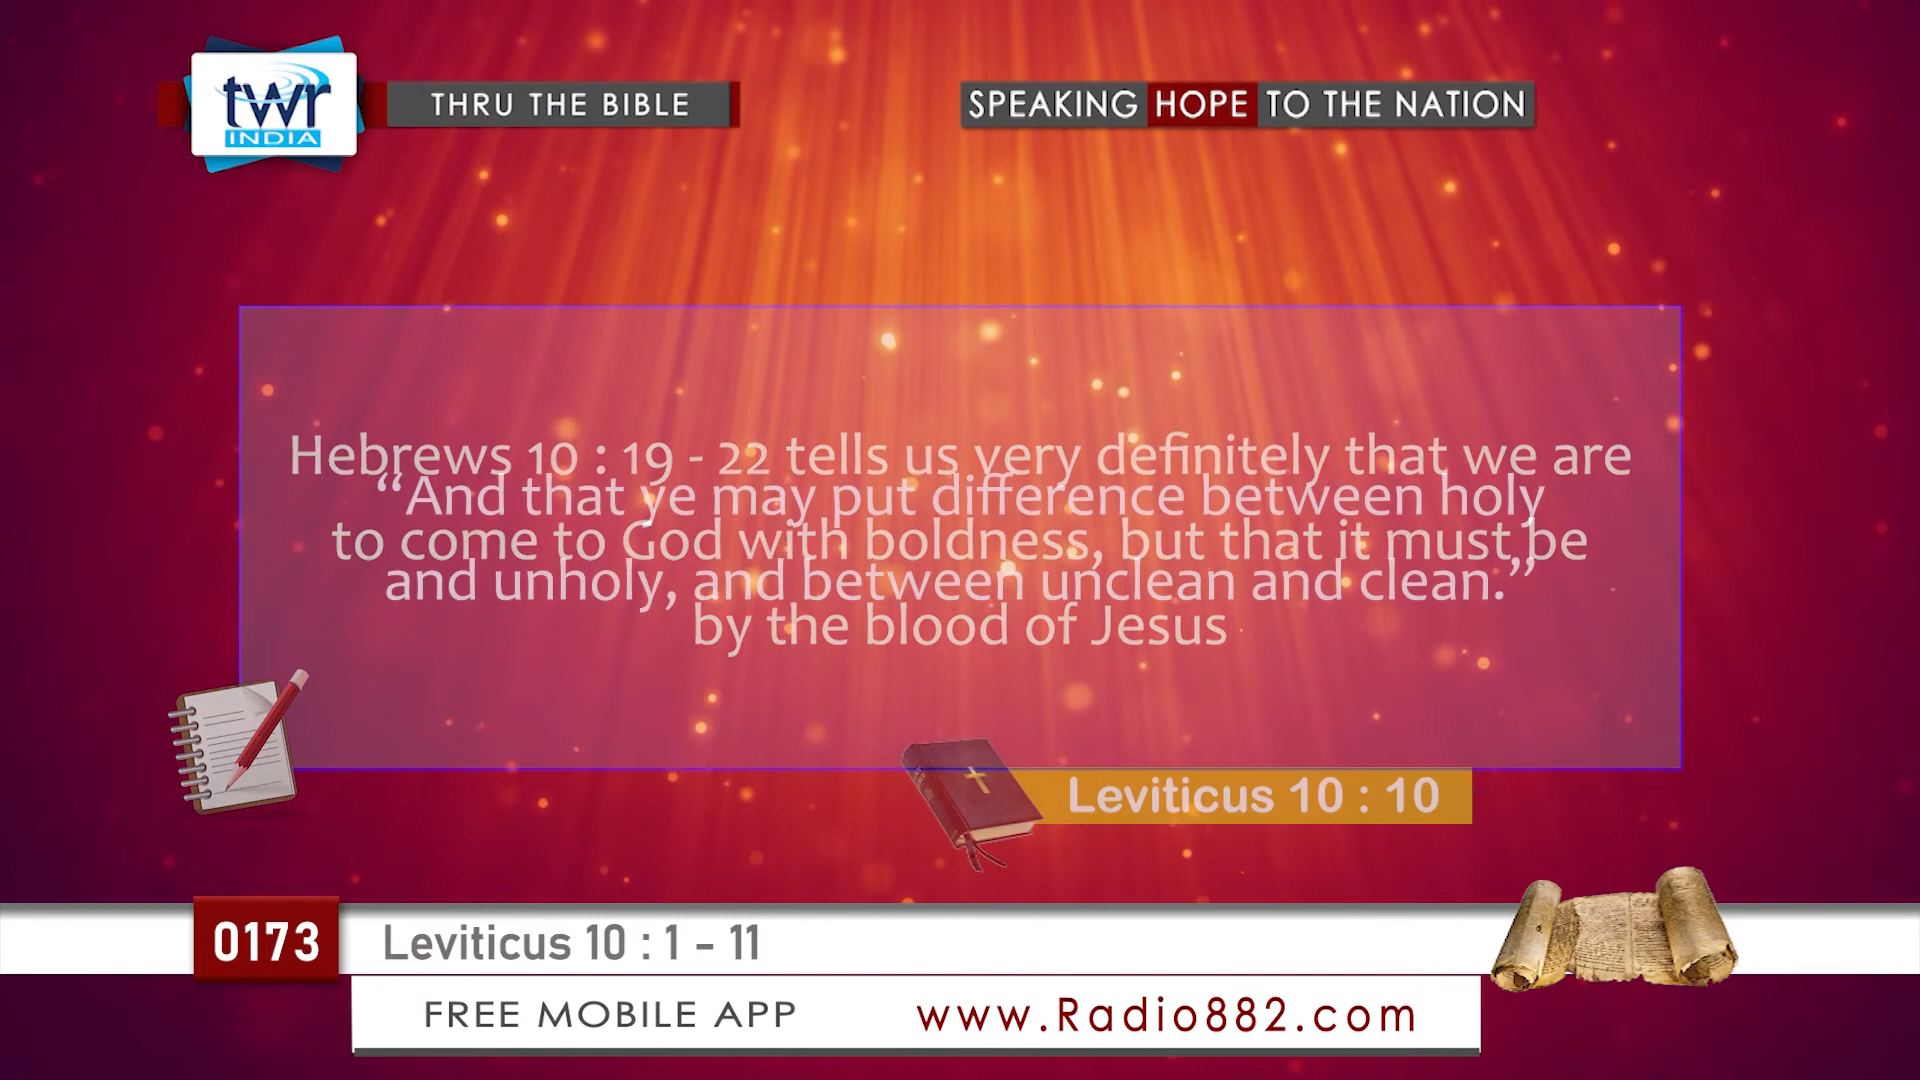 twr
INDIA
THRU THE BIBLE
SPEAKING HOPE TO THE NATION
Hebrews 10 : 19 - 22 tells us very definitely that we are
“And that ye may put difference between holy
to come to God with boldness, but that it must be
and unholy, and between unclean and clean.”
by the blood of Jesus
Leviticus 10 : 10
0173
Leviticus 10 : 1 - 11
FREE MOBILE APP
www.Radio882.com